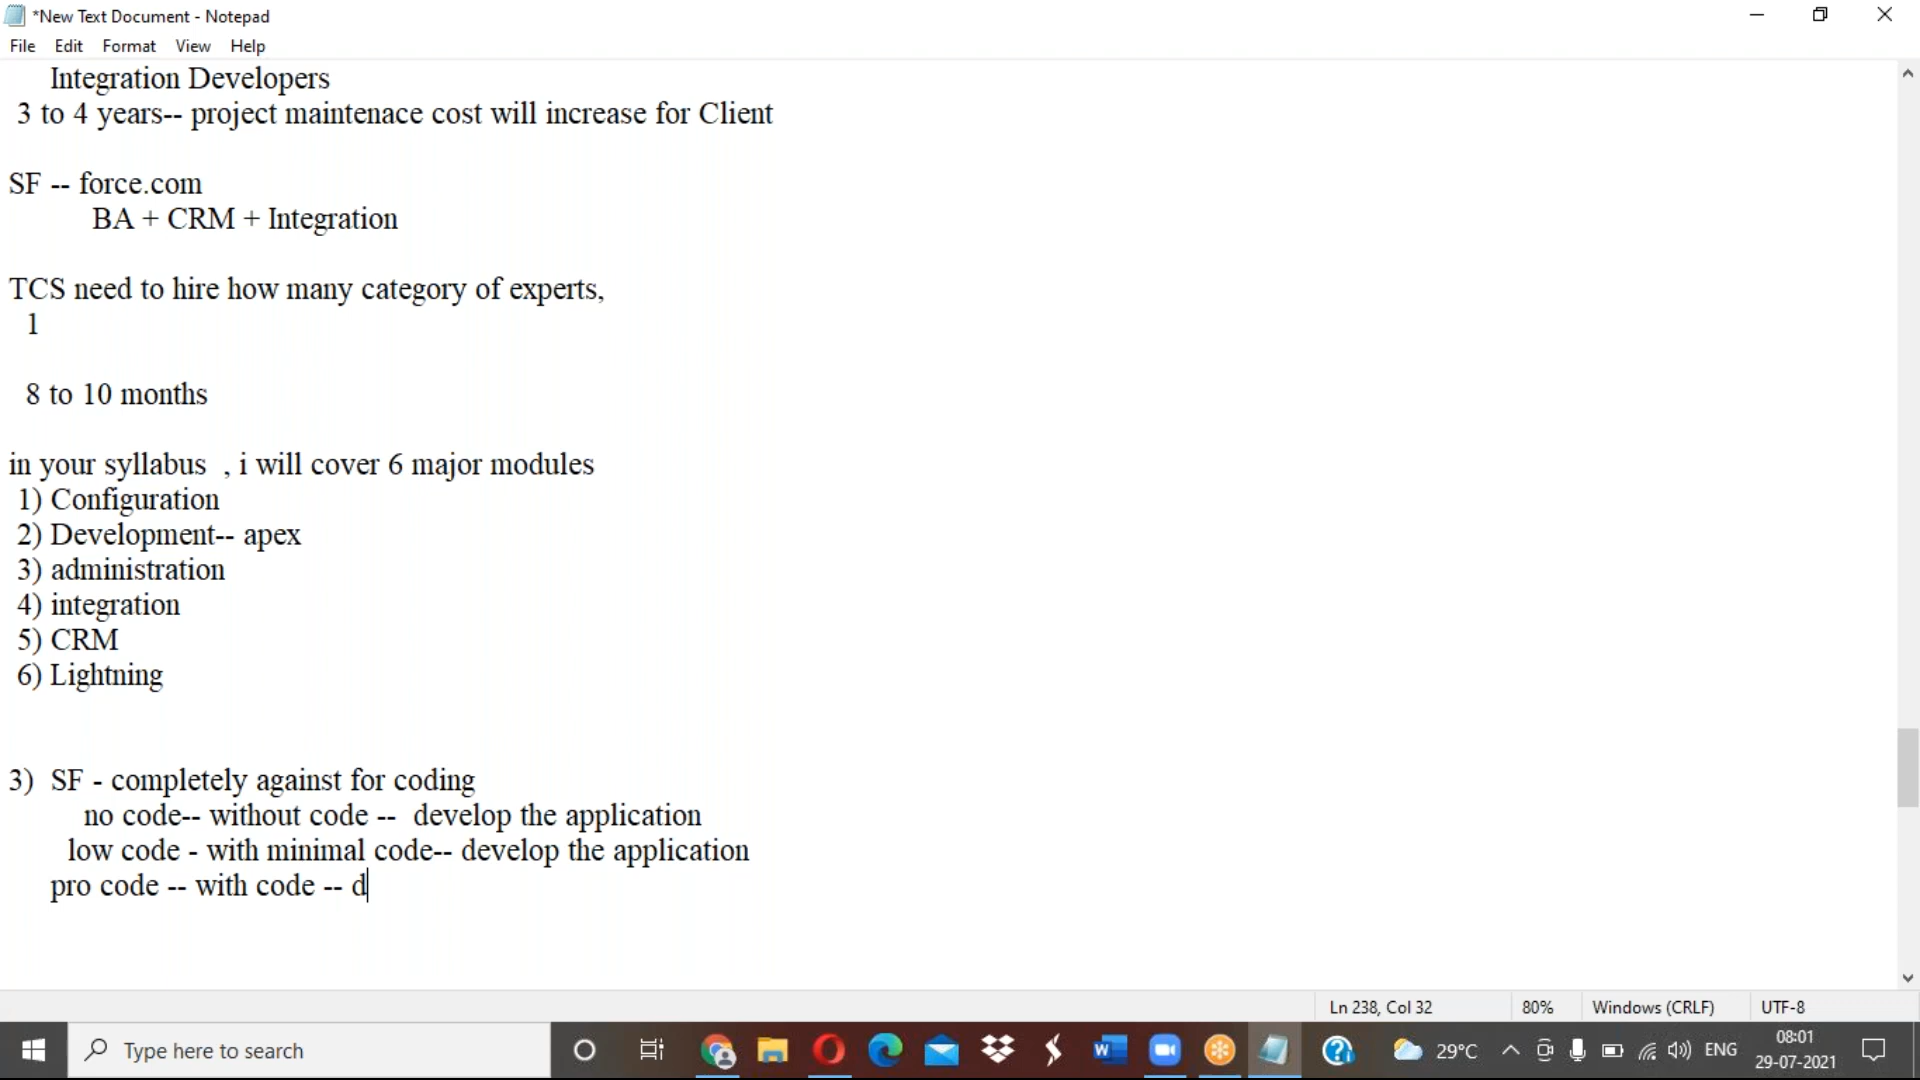 *New Text Document - Notepad
File Edit Format View Help
Integration Developers
3 to 4 years-- project maintenace cost will increase for Client
SF -- force.com
BA + CRM + Integration
TCS need to hire how many category of experts,
1
8 to 10 months
in your syllabus , i will cover 6 major modules
1) Configuration
2) Development-- apex
3) administration
4) integration
5) CRM
6) Lightning
3) SF - completely against for coding
no code-- without code -- develop the application
low code - with minimal code-- develop the application
pro code -- with code -- d
Ln 238, Col 32 80% Windows (CRLF) UTF-8
Type here to search 29°C ENG 08:01
29-07-2021